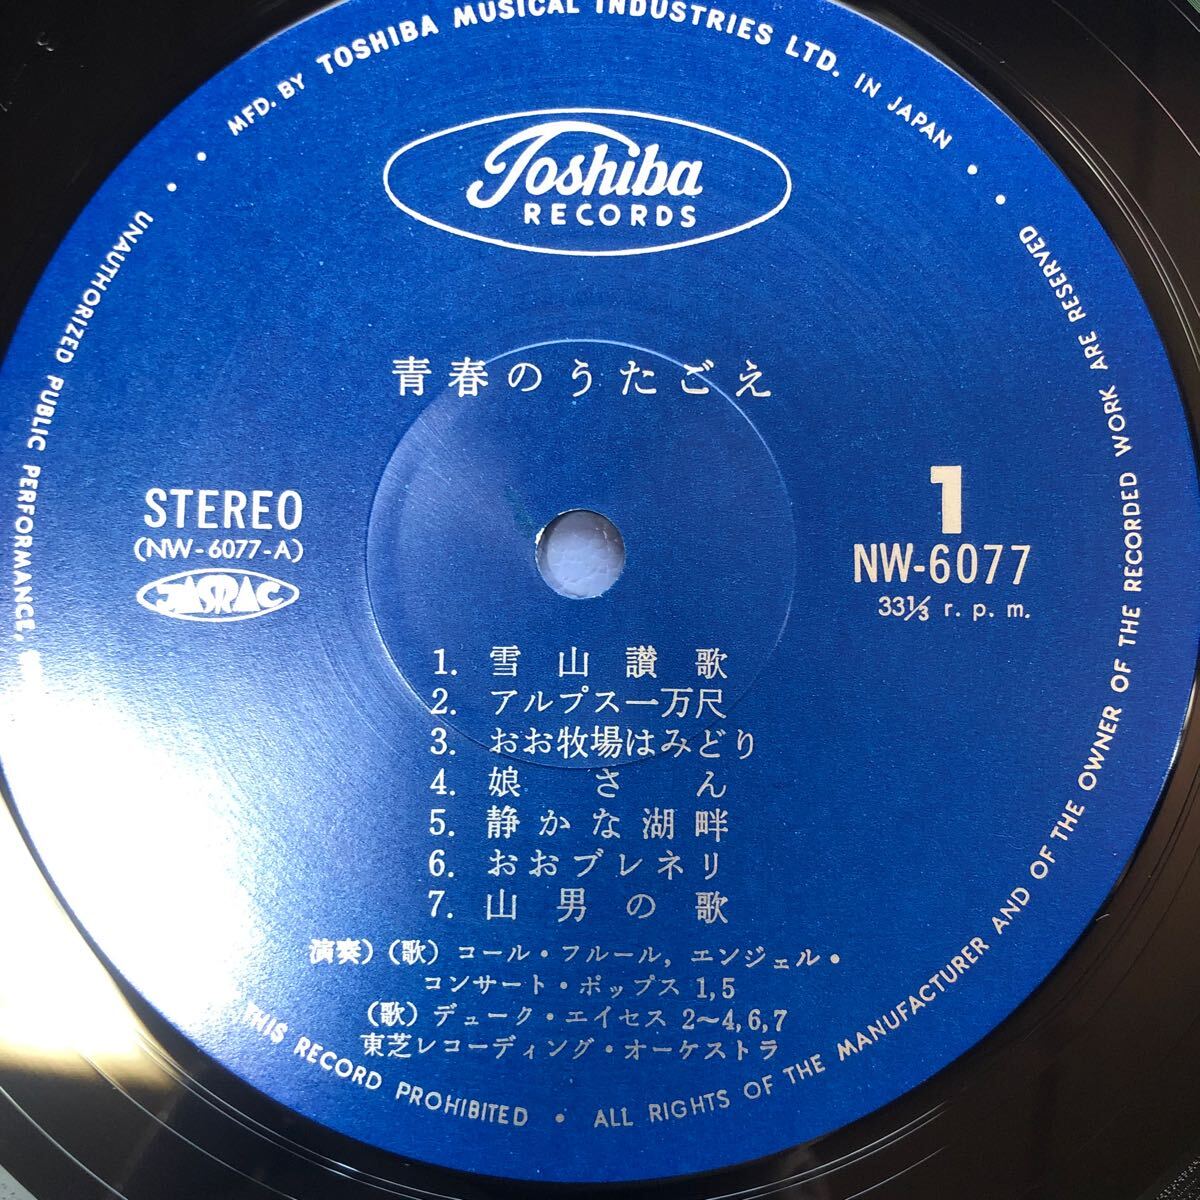 MFD. BY TOSHIBA MUSICAL INDUSTRIES LTD. IN JAPAN
Toshiba
RECORDS
青春のうたごえ
STEREO
(NW-6077-A)
JASRAC
1
NW-6077
33⅓ r. p. m.
1. 雪山讃歌
2. アルプス一万尺
3. おお牧場はみどり
4. 娘さん
5. 静かな湖畔
6. おおブレネリ
7. 山男の歌
演奏) (歌) コール・フルール, エンジェル・
コンサート・ポップス 1,5
(歌) デューク・エイセス 2〜4,6,7
東芝レコーディング・オーケストラ
UNAUTHORIZED PUBLIC PERFORMANCE,
THIS RECORD PROHIBITED • ALL RIGHTS OF THE MANUFACTURER AND OF THE OWNER OF THE RECORDED WORK ARE RESERVED